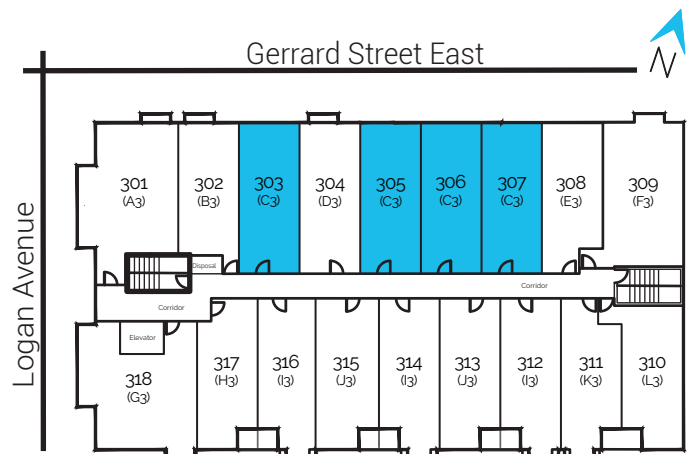 Gerrard Street East
N
Logan Avenue
301
(A3)
302
(B3)
303
(C3)
304
(D3)
305
(C3)
306
(C3)
307
(C3)
308
(E3)
309
(F3)
Disposal
Corridor
Corridor
Elevator
318
(G3)
317
(H3)
316
(I3)
315
(J3)
314
(I3)
313
(J3)
312
(I3)
311
(K3)
310
(L3)